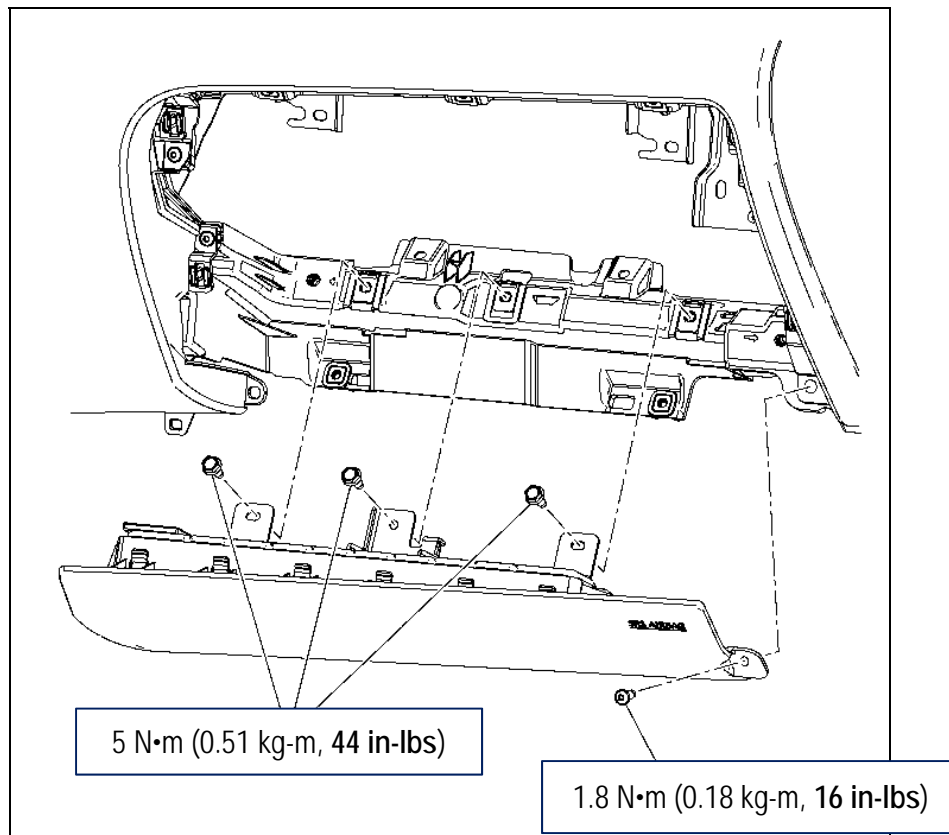 5 N•m (0.51 kg-m, 44 in-lbs)
1.8 N•m (0.18 kg-m, 16 in-lbs)